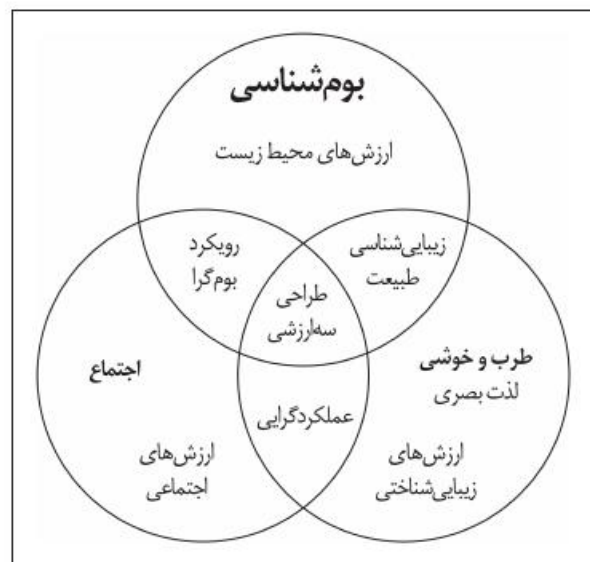 بوم‌شناسی
ارزش‌های محیط زیست
رویکرد
بوم‌گرا
زیبایی‌شناسی
طبیعت
طراحی
سه‌ارزشی
اجتماع
طرب و خوشی
لذت بصری
عملکردگرایی
ارزش‌های
اجتماعی
ارزش‌های
زیبایی‌شناختی